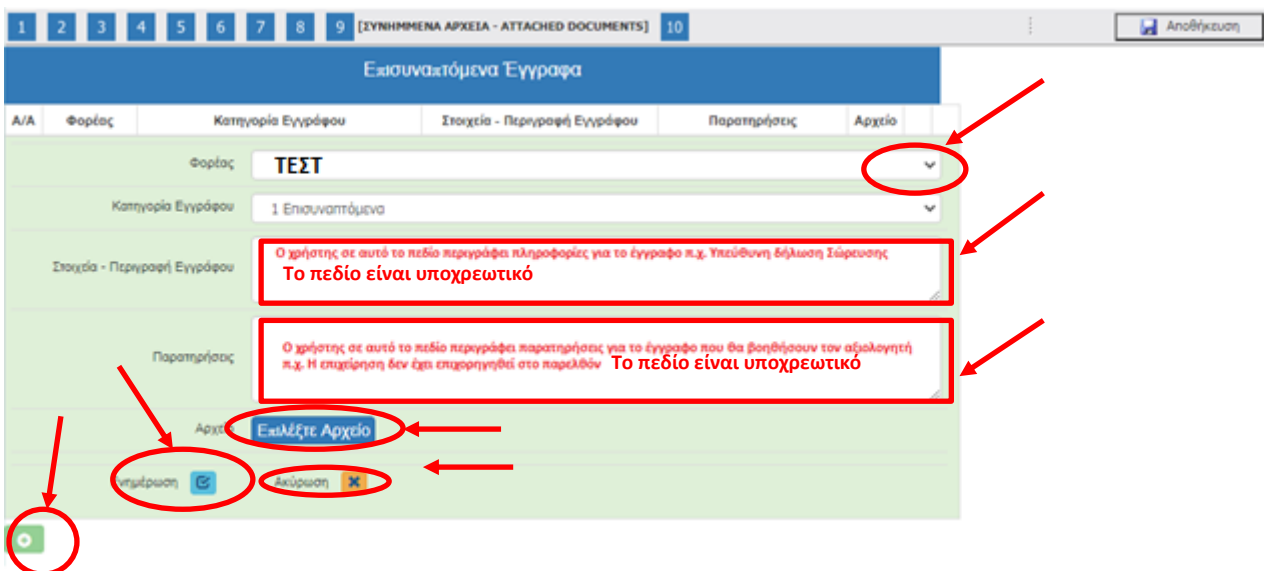 1 2 3 4 5 6 7 8 9 [ΣΥΝΗΜΜΕΝΑ ΑΡΧΕΙΑ - ATTACHED DOCUMENTS] 10 Αποθήκευση
Επισυναπτόμενα Έγγραφα
Α/Α Φορέας Κατηγορία Εγγράφου Στοιχεία - Περιγραφή Εγγράφου Παρατηρήσεις Αρχείο
Φορέας ΤΕΣΤ
Κατηγορία Εγγράφου 1 Επισυναπτόμενα
Ο χρήστης σε αυτό το πεδίο περιγράφει πληροφορίες για το έγγραφο π.χ. Υπεύθυνη δήλωση Σώρευσης
Στοιχεία - Περιγραφή Εγγράφου Το πεδίο είναι υποχρεωτικό
Ο χρήστης σε αυτό το πεδίο περιγράφει παρατηρήσεις για το έγγραφο που θα βοηθήσουν τον αξιολογητή
Παρατηρήσεις π.χ. Η επιχείρηση δεν έχει επιχορηγηθεί στο παρελθόν Το πεδίο είναι υποχρεωτικό
Αρχείο Επιλέξτε Αρχείο
Ενημέρωση Ακύρωση